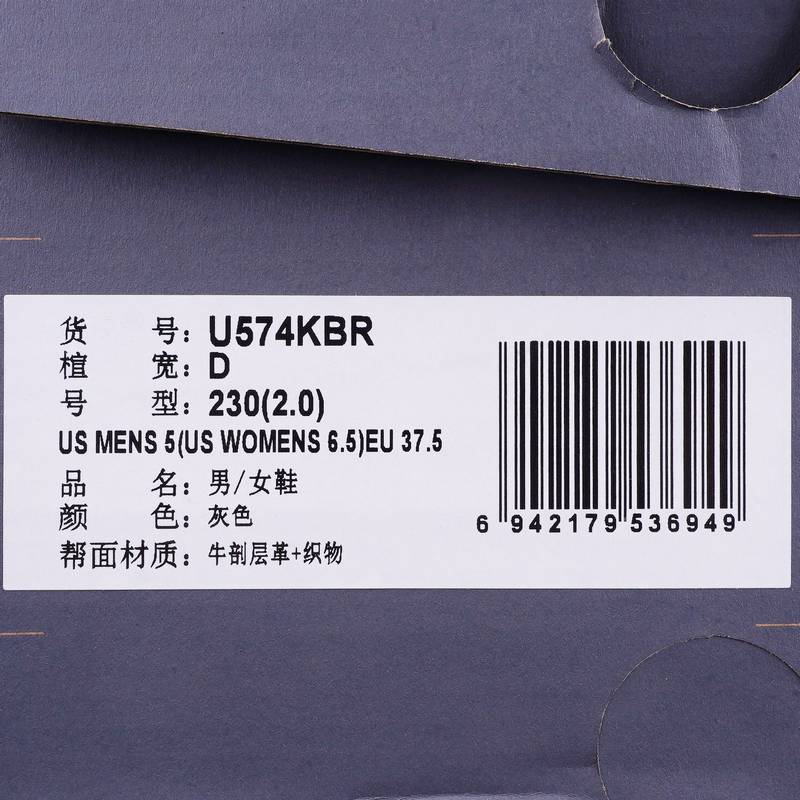 货 号：U574KBR
楦 宽：D
号 型：230(2.0)
US MENS 5(US WOMENS 6.5)EU 37.5
品 名：男/女鞋
颜 色：灰色
帮面材质：牛剖层革+织物
6 942179 536949